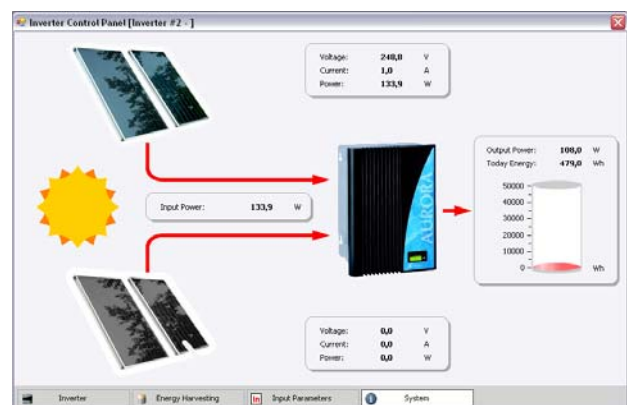 Inverter Control Panel [Inverter #2 - ]
Voltage: 248,0 V
Current: 1,0 A
Power: 133,9 W
Input Power: 133,9 W
AURORA
Output Power: 108,0 W
Today Energy: 479,0 Wh
50000
40000
30000
20000
10000
0
Wh
Voltage: 0,0 V
Current: 0,0 A
Power: 0,0 W
Inverter
Energy Harvesting
In
Input Parameters
System